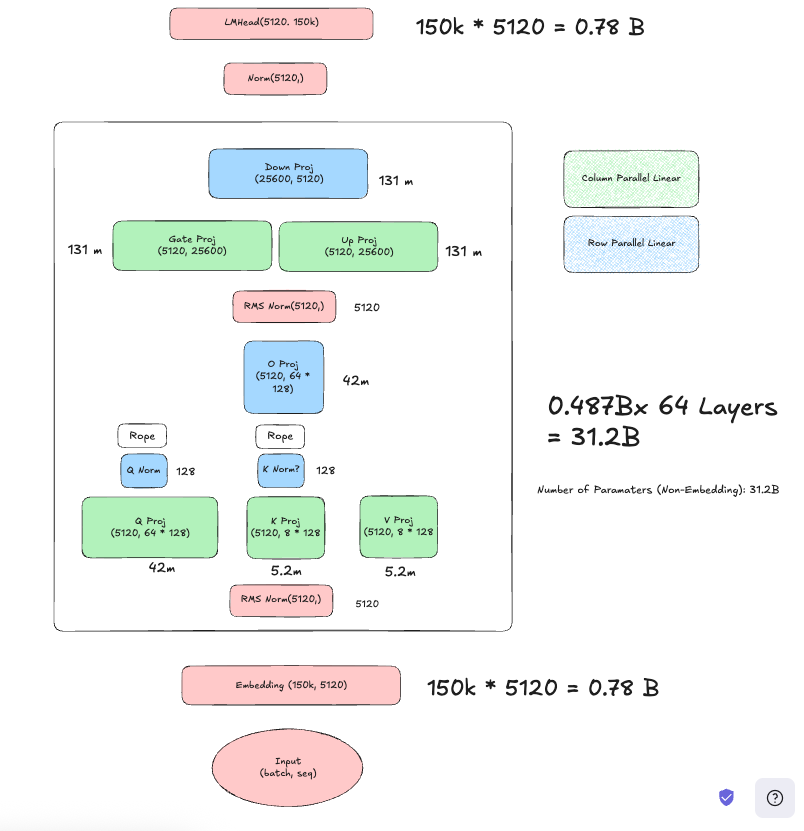 LMHead(5120. 150k)
150k * 5120 = 0.78 B
Norm(5120,)
Down Proj
(25600, 5120)
131 m
Column Parallel Linear
Gate Proj
(5120, 25600)
131 m
Up Proj
(5120, 25600)
131 m
Row Parallel Linear
RMS Norm(5120,)
5120
O Proj
(5120, 64 *
128)
42m
0.487Bx 64 Layers
= 31.2B
Rope
Rope
Q Norm
128
K Norm?
128
Number of Paramaters (Non-Embedding): 31.2B
Q Proj
(5120, 64 * 128)
42m
K Proj
(5120, 8 * 128
5.2m
V Proj
(5120, 8 * 128
5.2m
RMS Norm(5120,)
5120
Embedding (150k, 5120)
150k * 5120 = 0.78 B
Input
(batch, seq)